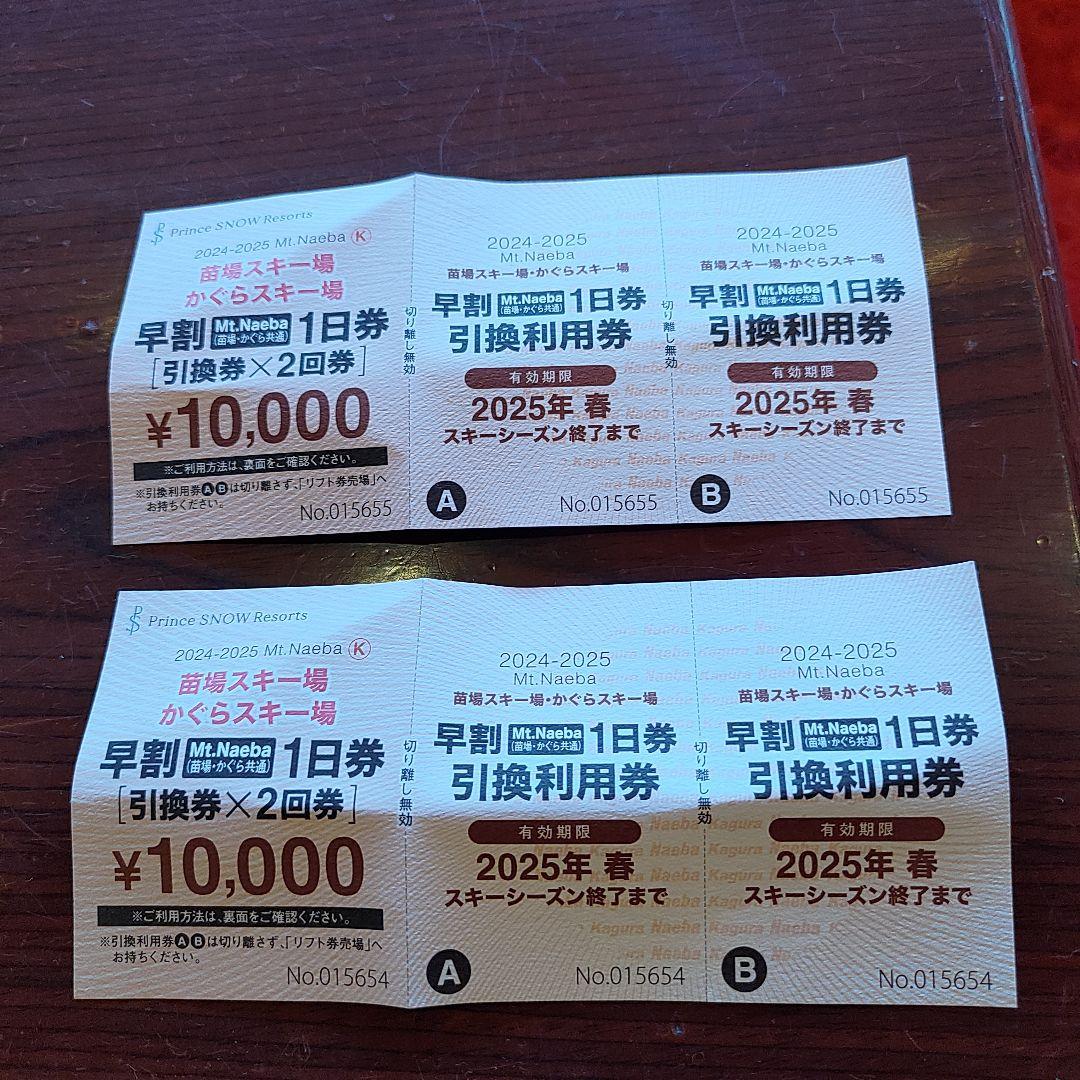 Prince SNOW Resorts
2024-2025 Mt.Naeba Ⓚ
苗場スキー場
かぐらスキー場
早割 Mt.Naeba (苗場・かぐら共通) 1日券
[引換券×2回券]
¥10,000
※ご利用方法は、裏面をご確認ください。
※引換利用券ⒶⒷは切り離さず、「リフト券売場」へ
お持ちください。
No.015655
切り離し無効
2024-2025
Mt.Naeba
苗場スキー場・かぐらスキー場
早割 Mt.Naeba (苗場・かぐら共通) 1日券
引換利用券
有効期限
2025年 春
スキーシーズン終了まで
A
No.015655
切り離し無効
2024-2025
Mt.Naeba
苗場スキー場・かぐらスキー場
早割 Mt.Naeba (苗場・かぐら共通) 1日券
引換利用券
有効期限
2025年 春
スキーシーズン終了まで
B
No.015655
Prince SNOW Resorts
2024-2025 Mt.Naeba Ⓚ
苗場スキー場
かぐらスキー場
早割 Mt.Naeba (苗場・かぐら共通) 1日券
[引換券×2回券]
¥10,000
※ご利用方法は、裏面をご確認ください。
※引換利用券ⒶⒷは切り離さず、「リフト券売場」へ
お持ちください。
No.015654
切り離し無効
2024-2025
Mt.Naeba
苗場スキー場・かぐらスキー場
早割 Mt.Naeba (苗場・かぐら共通) 1日券
引換利用券
有効期限
2025年 春
スキーシーズン終了まで
A
No.015654
切り離し無効
2024-2025
Mt.Naeba
苗場スキー場・かぐらスキー場
早割 Mt.Naeba (苗場・かぐら共通) 1日券
引換利用券
有効期限
2025年 春
スキーシーズン終了まで
B
No.015654